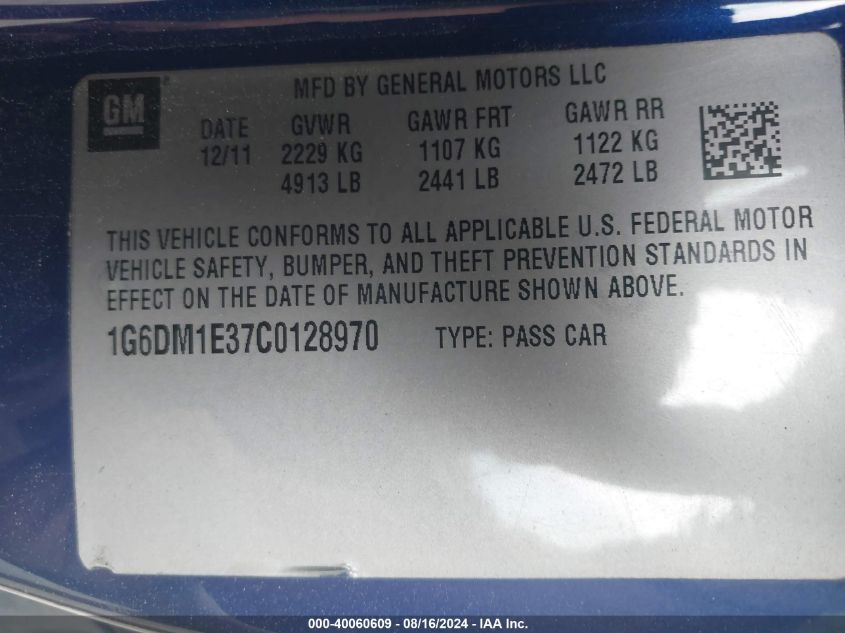 GM
MFD BY GENERAL MOTORS LLC
DATE GVWR GAWR FRT GAWR RR
12/11 2229 KG 1107 KG 1122 KG
4913 LB 2441 LB 2472 LB
THIS VEHICLE CONFORMS TO ALL APPLICABLE U.S. FEDERAL MOTOR
VEHICLE SAFETY, BUMPER, AND THEFT PREVENTION STANDARDS IN
EFFECT ON THE DATE OF MANUFACTURE SHOWN ABOVE.
1G6DM1E37C0128970 TYPE: PASS CAR
000-40060609 - 08/16/2024 - IAA Inc.